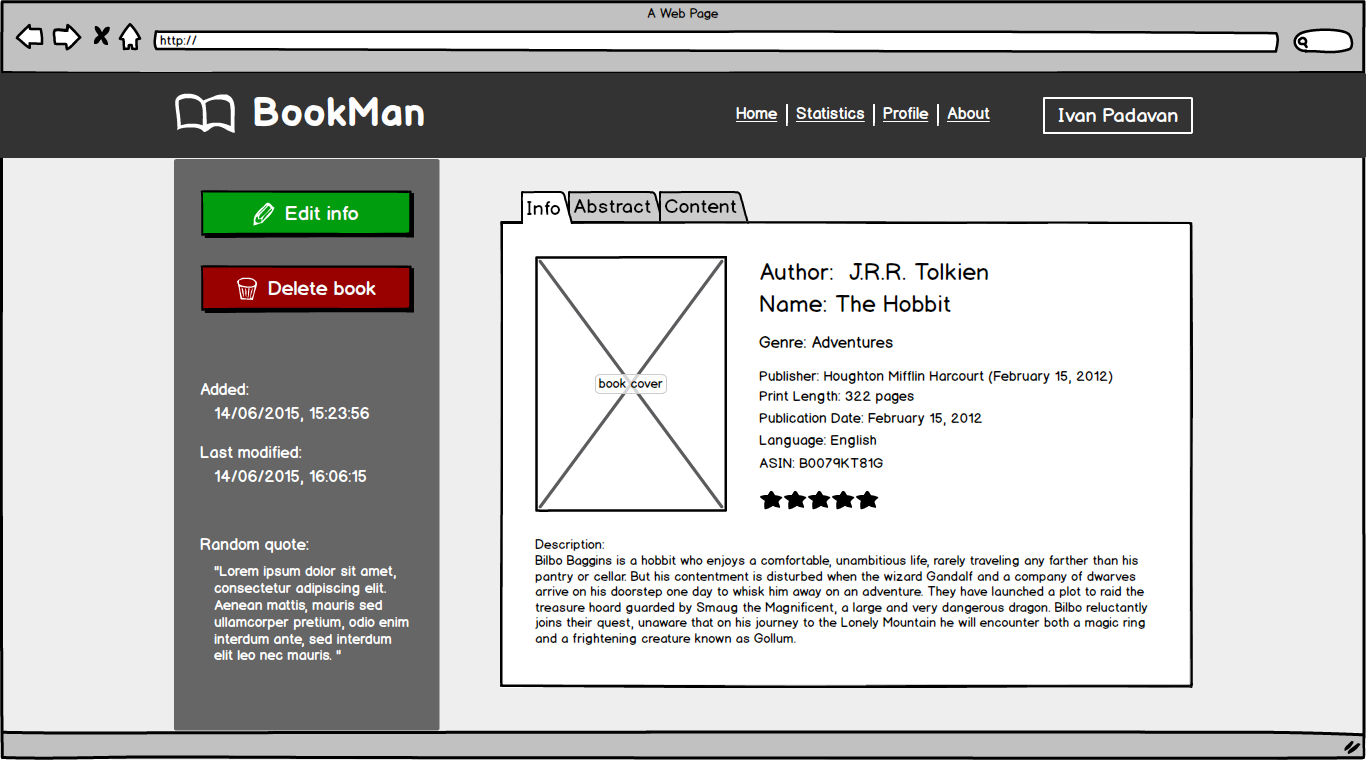 A Web Page
http://
BookMan
Home Statistics Profile About
Ivan Padavan
Edit info
Delete book
Added:
14/06/2015, 15:23:56
Last modified:
14/06/2015, 16:06:15
Random quote:
"Lorem ipsum dolor sit amet,
consectetur adipiscing elit.
Aenean mattis, mauris sed
ullamcorper pretium, odio enim
interdum ante, sed interdum
elit leo nec mauris. "
Info Abstract Content
book cover
Author: J.R.R. Tolkien
Name: The Hobbit
Genre: Adventures
Publisher: Houghton Mifflin Harcourt (February 15, 2012)
Print Length: 322 pages
Publication Date: February 15, 2012
Language: English
ASIN: B0079KT81G
Description:
Bilbo Baggins is a hobbit who enjoys a comfortable, unambitious life, rarely traveling any farther than his
pantry or cellar. But his contentment is disturbed when the wizard Gandalf and a company of dwarves
arrive on his doorstep one day to whisk him away on an adventure. They have launched a plot to raid the
treasure hoard guarded by Smaug the Magnificent, a large and very dangerous dragon. Bilbo reluctantly
joins their quest, unaware that on his journey to the Lonely Mountain he will encounter both a magic ring
and a frightening creature known as Gollum.